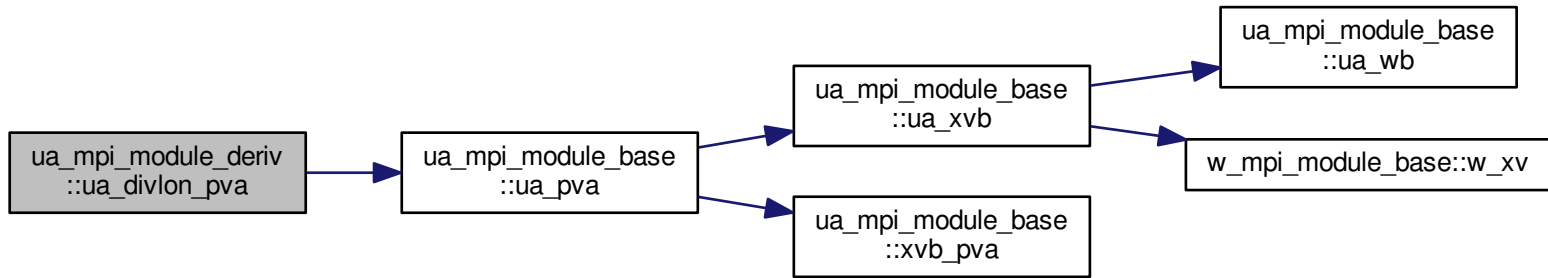 ua_mpi_module_deriv
::ua_divlon_pva
ua_mpi_module_base
::ua_pva
ua_mpi_module_base
::ua_xvb
ua_mpi_module_base
::ua_wb
w_mpi_module_base::w_xv
ua_mpi_module_base
::xvb_pva